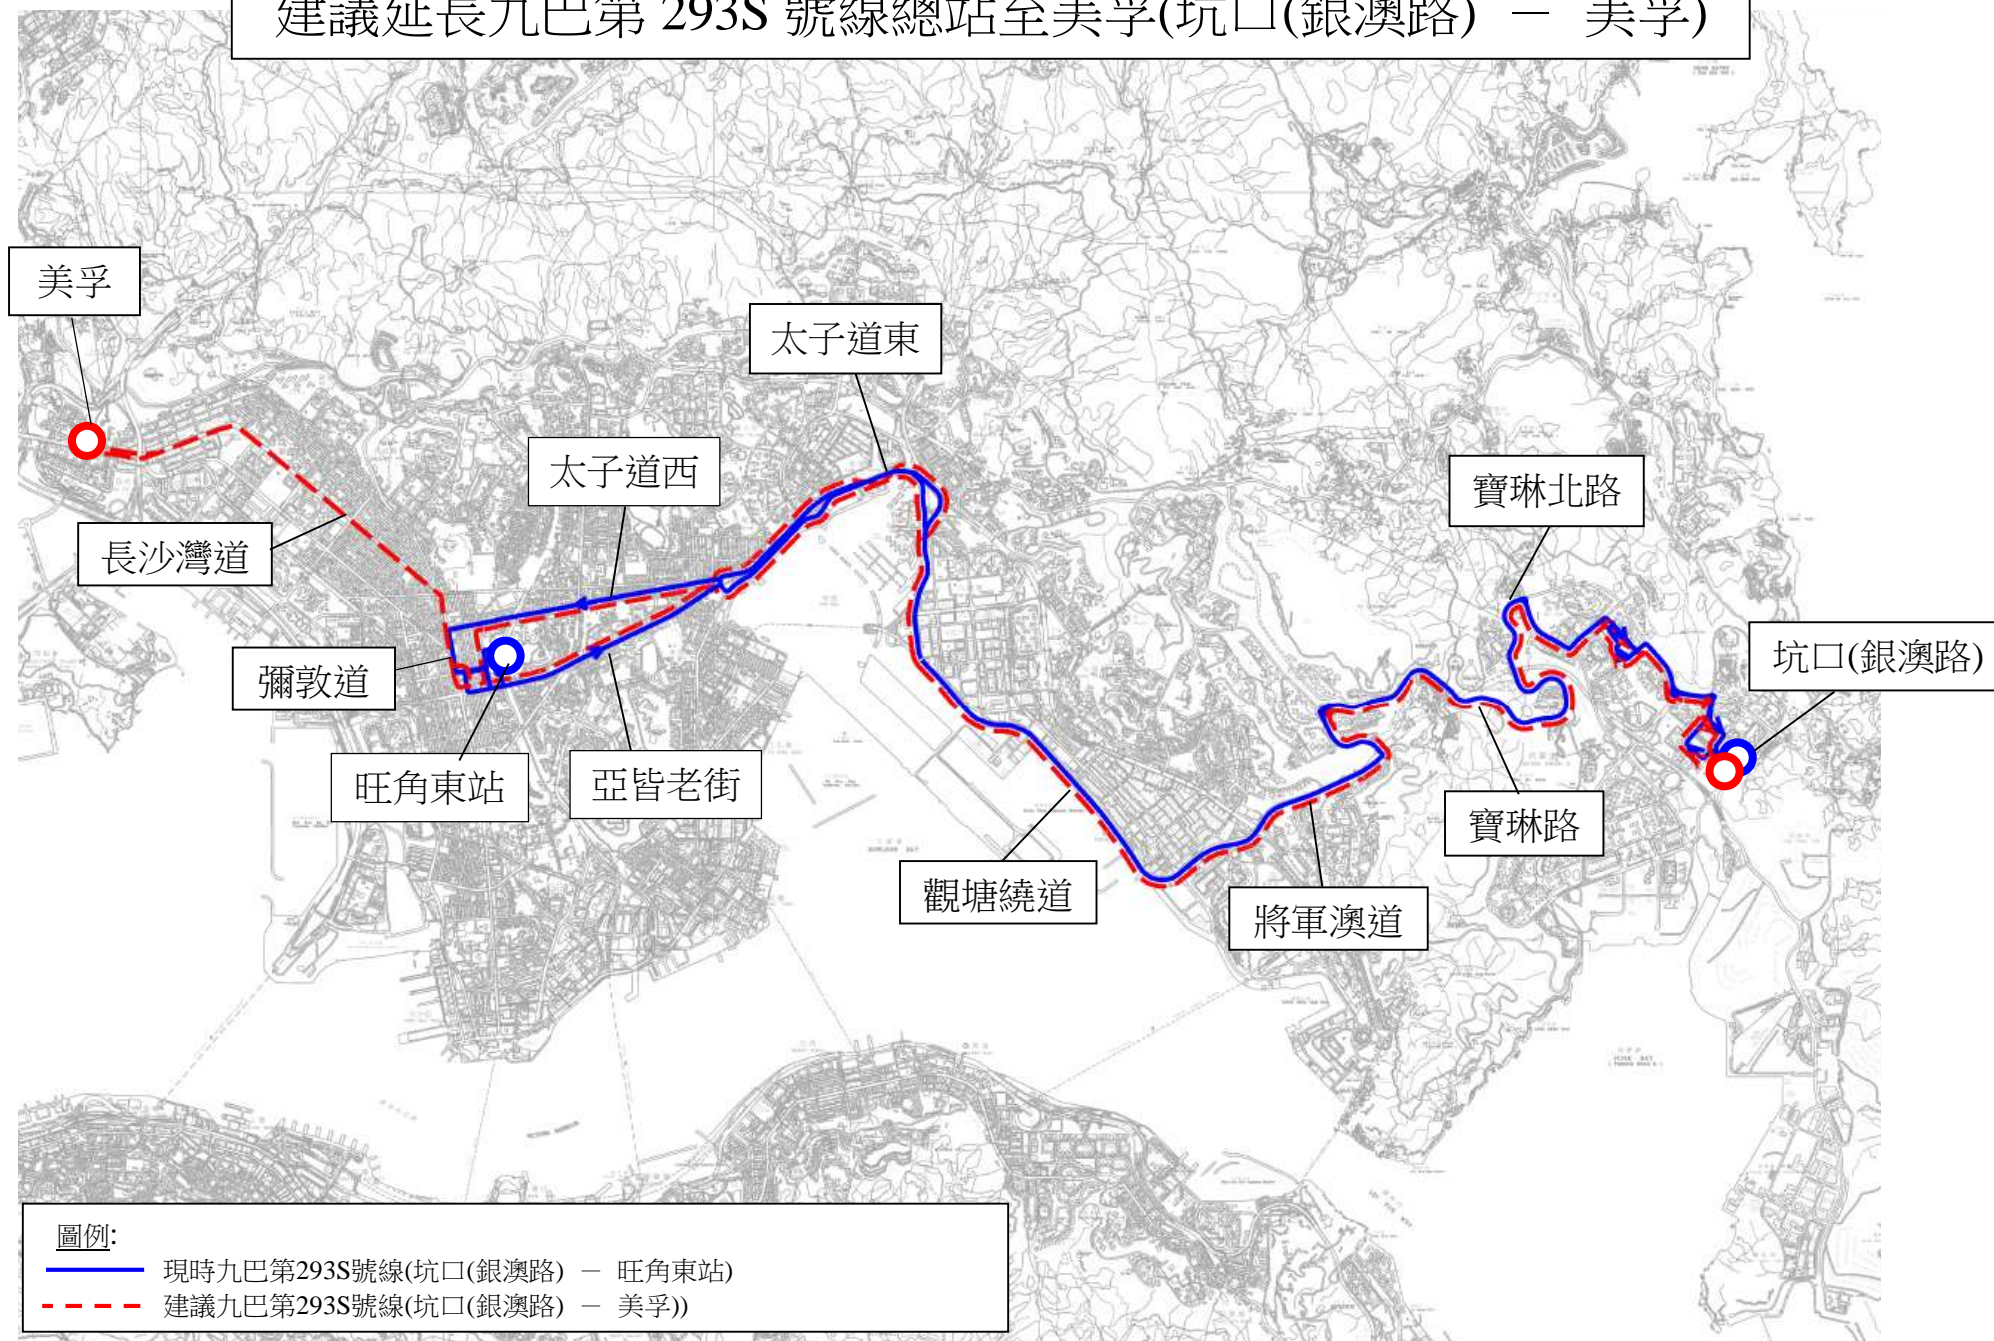 建議延長九巴第 293S 號線總站至美孚(坑口(銀澳路) － 美孚)
美孚
太子道東
太子道西
寶琳北路
長沙灣道
坑口(銀澳路)
彌敦道
旺角東站
亞皆老街
寶琳路
觀塘繞道
將軍澳道
圖例:
現時九巴第293S號線(坑口(銀澳路) － 旺角東站)
建議九巴第293S號線(坑口(銀澳路) － 美孚))